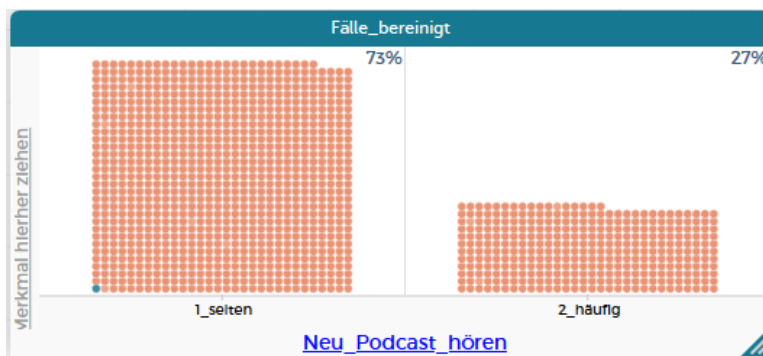 Fälle_bereinigt
73%
27%
Merkmal hierher ziehen
1_selten
2_häufig
Neu_Podcast_hören